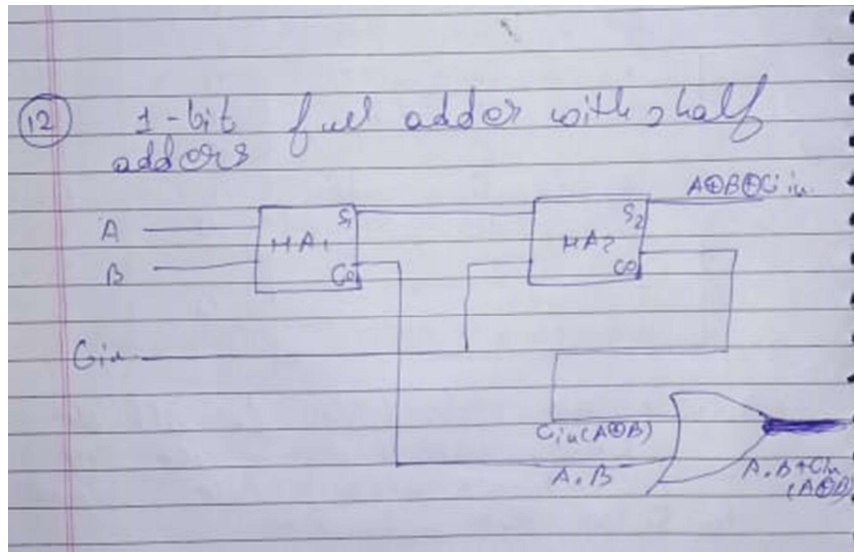 12 1-bit full adder with 2 half
adders
A⊕B⊕Cin
A
S1
S2
HA1
HA2
B
Co
Co
Cin
Cin(A⊕B)
A.B
A.B+Cin
(A⊕B)